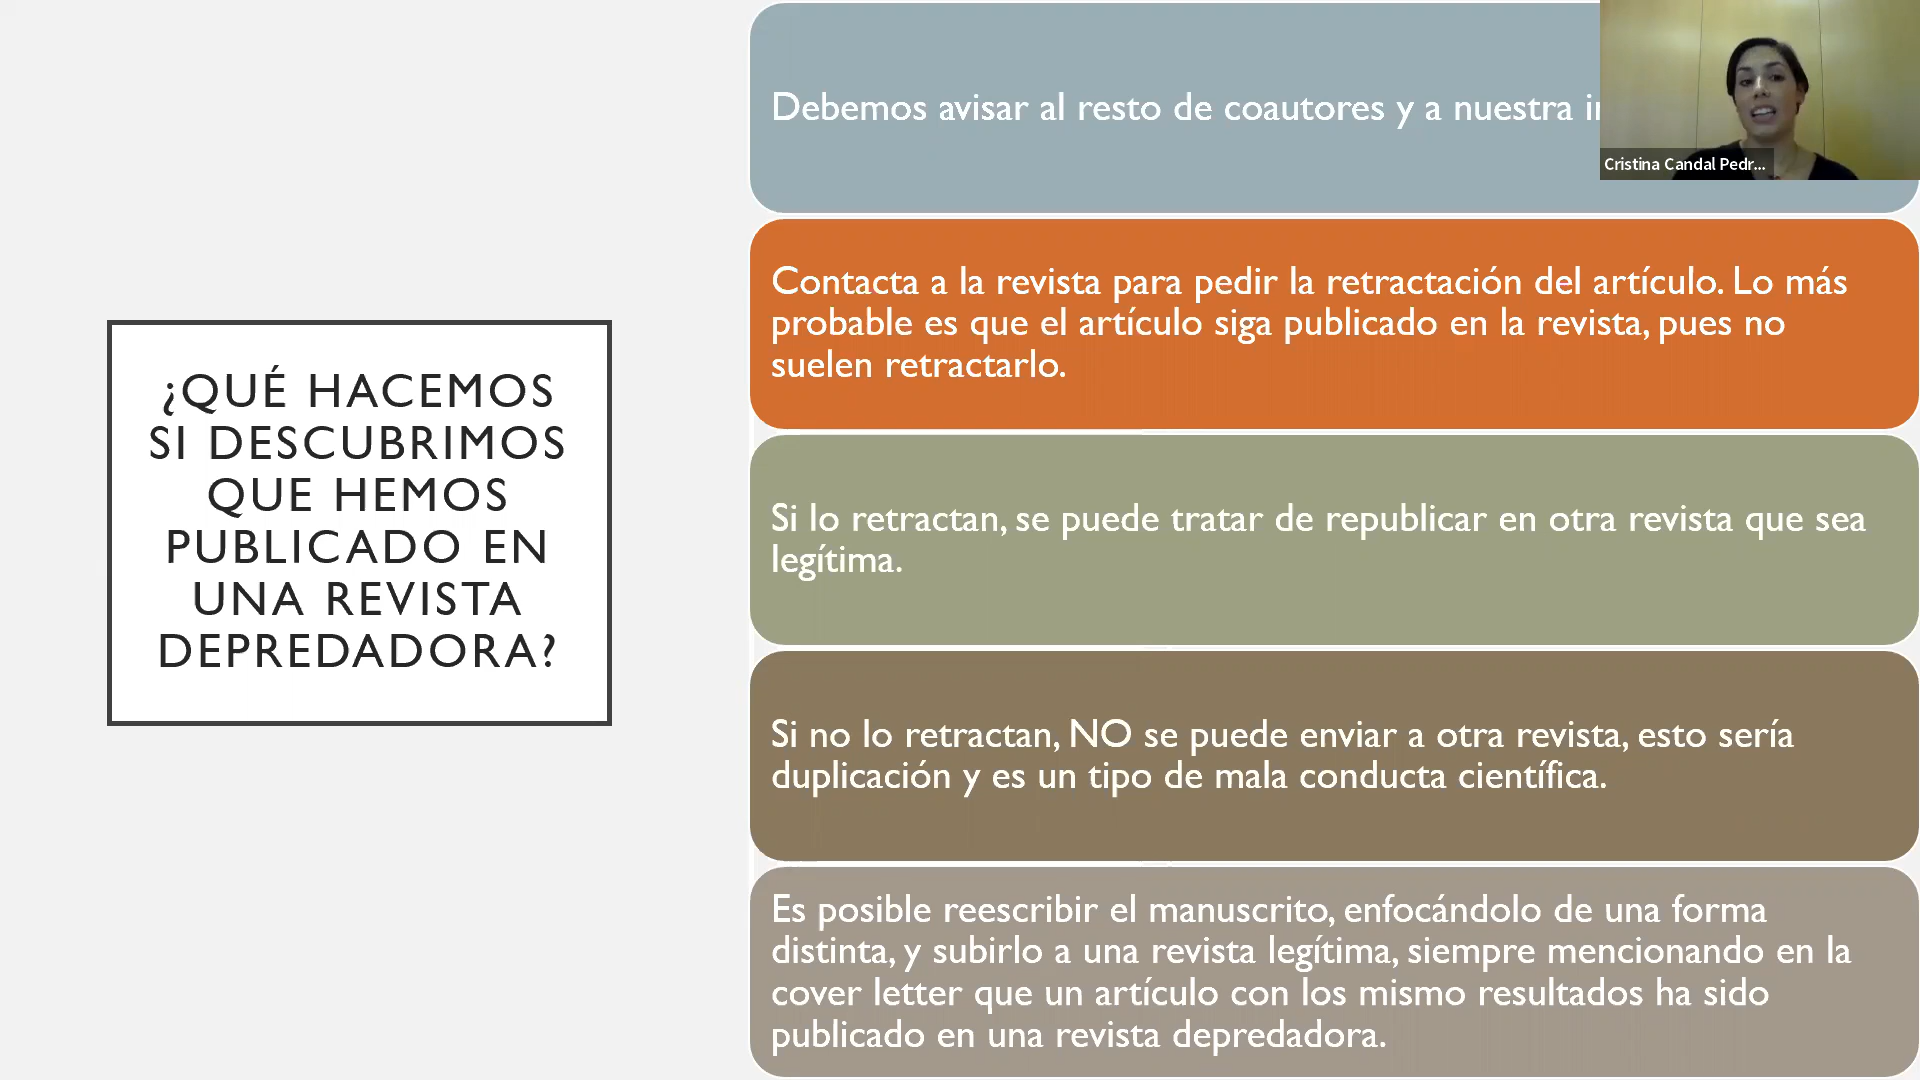 ¿QUÉ HACEMOS
SI DESCUBRIMOS
QUE HEMOS
PUBLICADO EN
UNA REVISTA
DEPREDADORA?
Debemos avisar al resto de coautores y a nuestra
Cristina Candal Pedr...
Contacta a la revista para pedir la retractación del artículo. Lo más
probable es que el artículo siga publicado en la revista, pues no
suelen retractarlo.
Si lo retractan, se puede tratar de republicar en otra revista que sea
legítima.
Si no lo retractan, NO se puede enviar a otra revista, esto sería
duplicación y es un tipo de mala conducta científica.
Es posible reescribir el manuscrito, enfocándolo de una forma
distinta, y subirlo a una revista legítima, siempre mencionando en la
cover letter que un artículo con los mismo resultados ha sido
publicado en una revista depredadora.